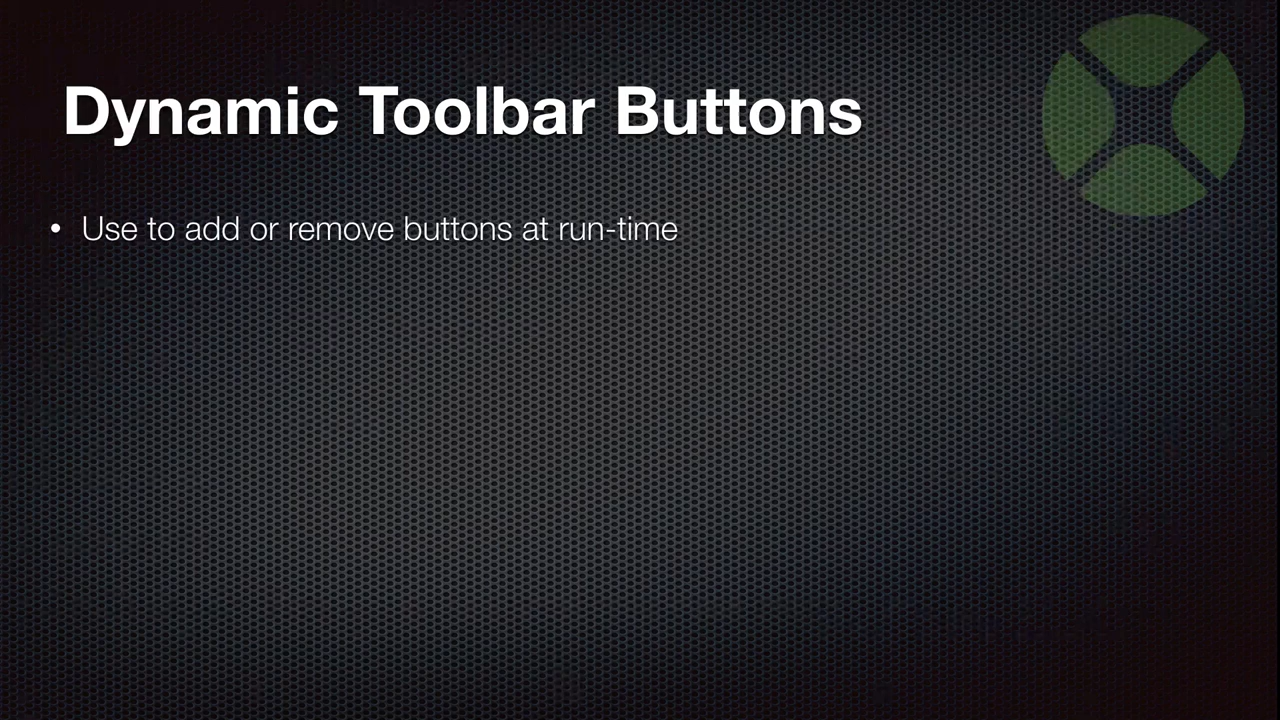 Dynamic Toolbar Buttons
• Use to add or remove buttons at run-time